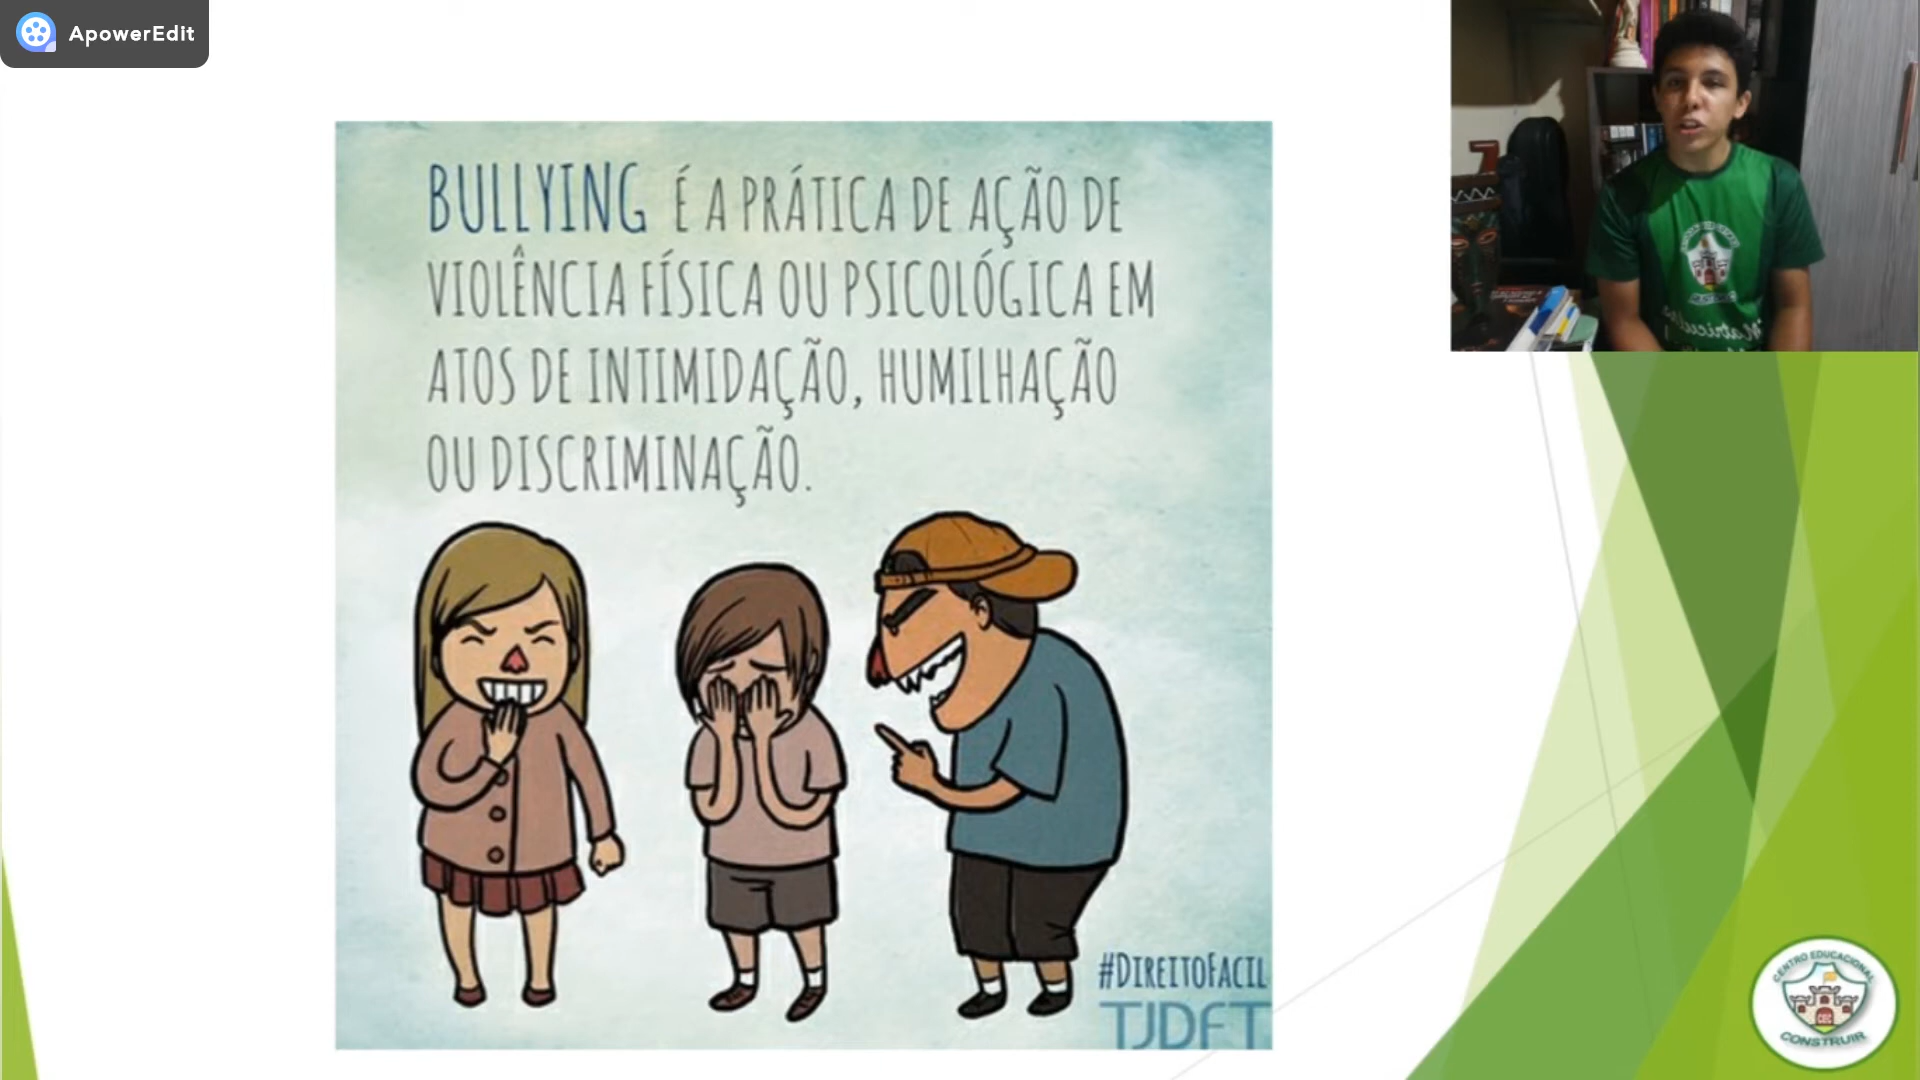 ApowerEdit
BULLYING É A PRÁTICA DE AÇÃO DE
VIOLÊNCIA FÍSICA OU PSICOLÓGICA EM
ATOS DE INTIMIDAÇÃO, HUMILHAÇÃO
OU DISCRIMINAÇÃO.
#DIREITOFACIL
TJDFT
CENTRO EDUCACIONAL
CEC
CONSTRUIR